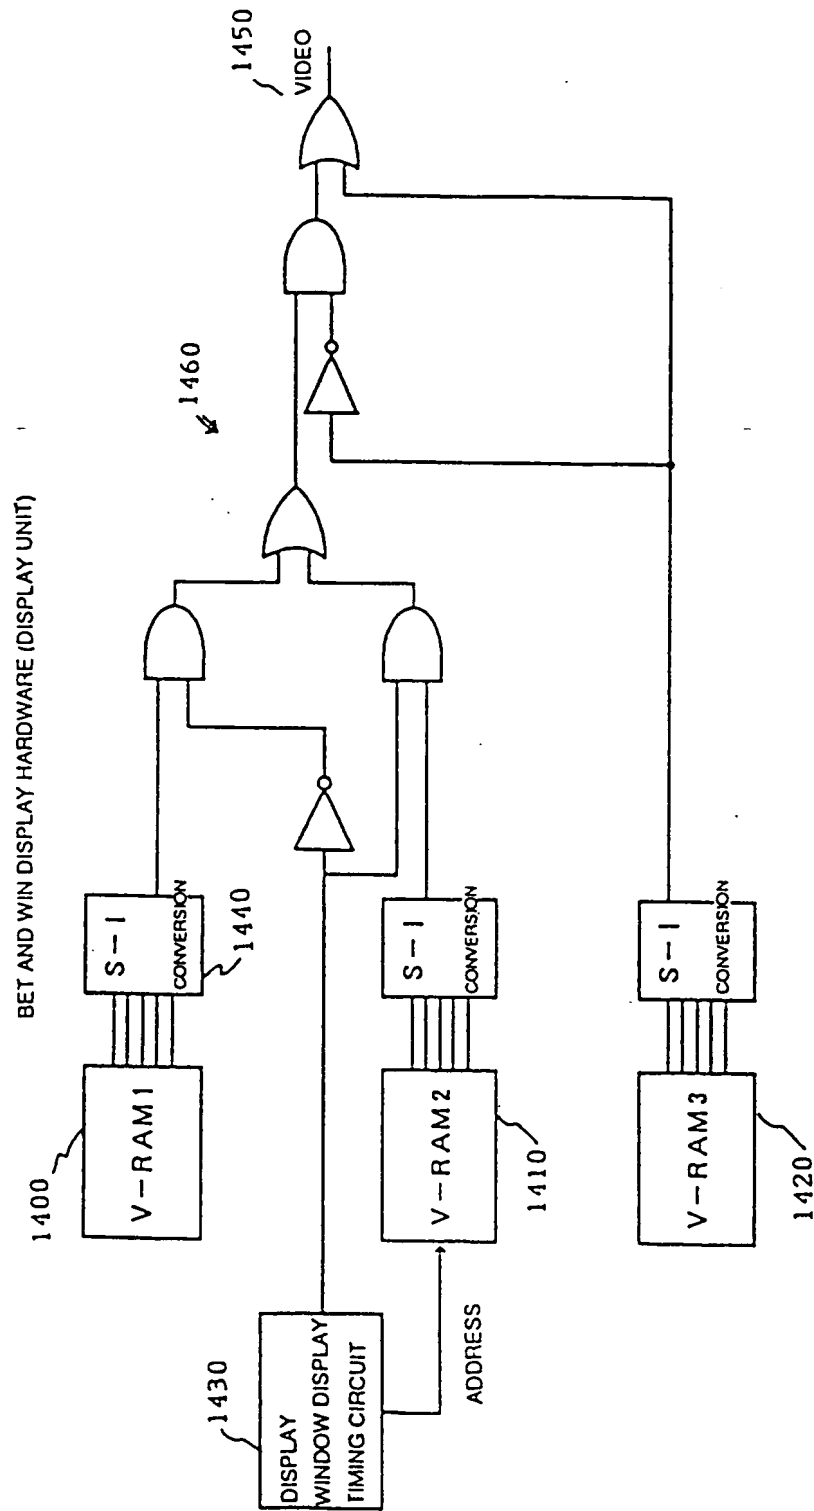 BET AND WIN DISPLAY HARDWARE (DISPLAY UNIT)
1400
V-RAM1
S-I
CONVERSION
1440
1460
1450
VIDEO
1430
DISPLAY
WINDOW DISPLAY
TIMING CIRCUIT
ADDRESS
V-RAM2
1410
S-I
CONVERSION
V-RAM3
1420
S-I
CONVERSION